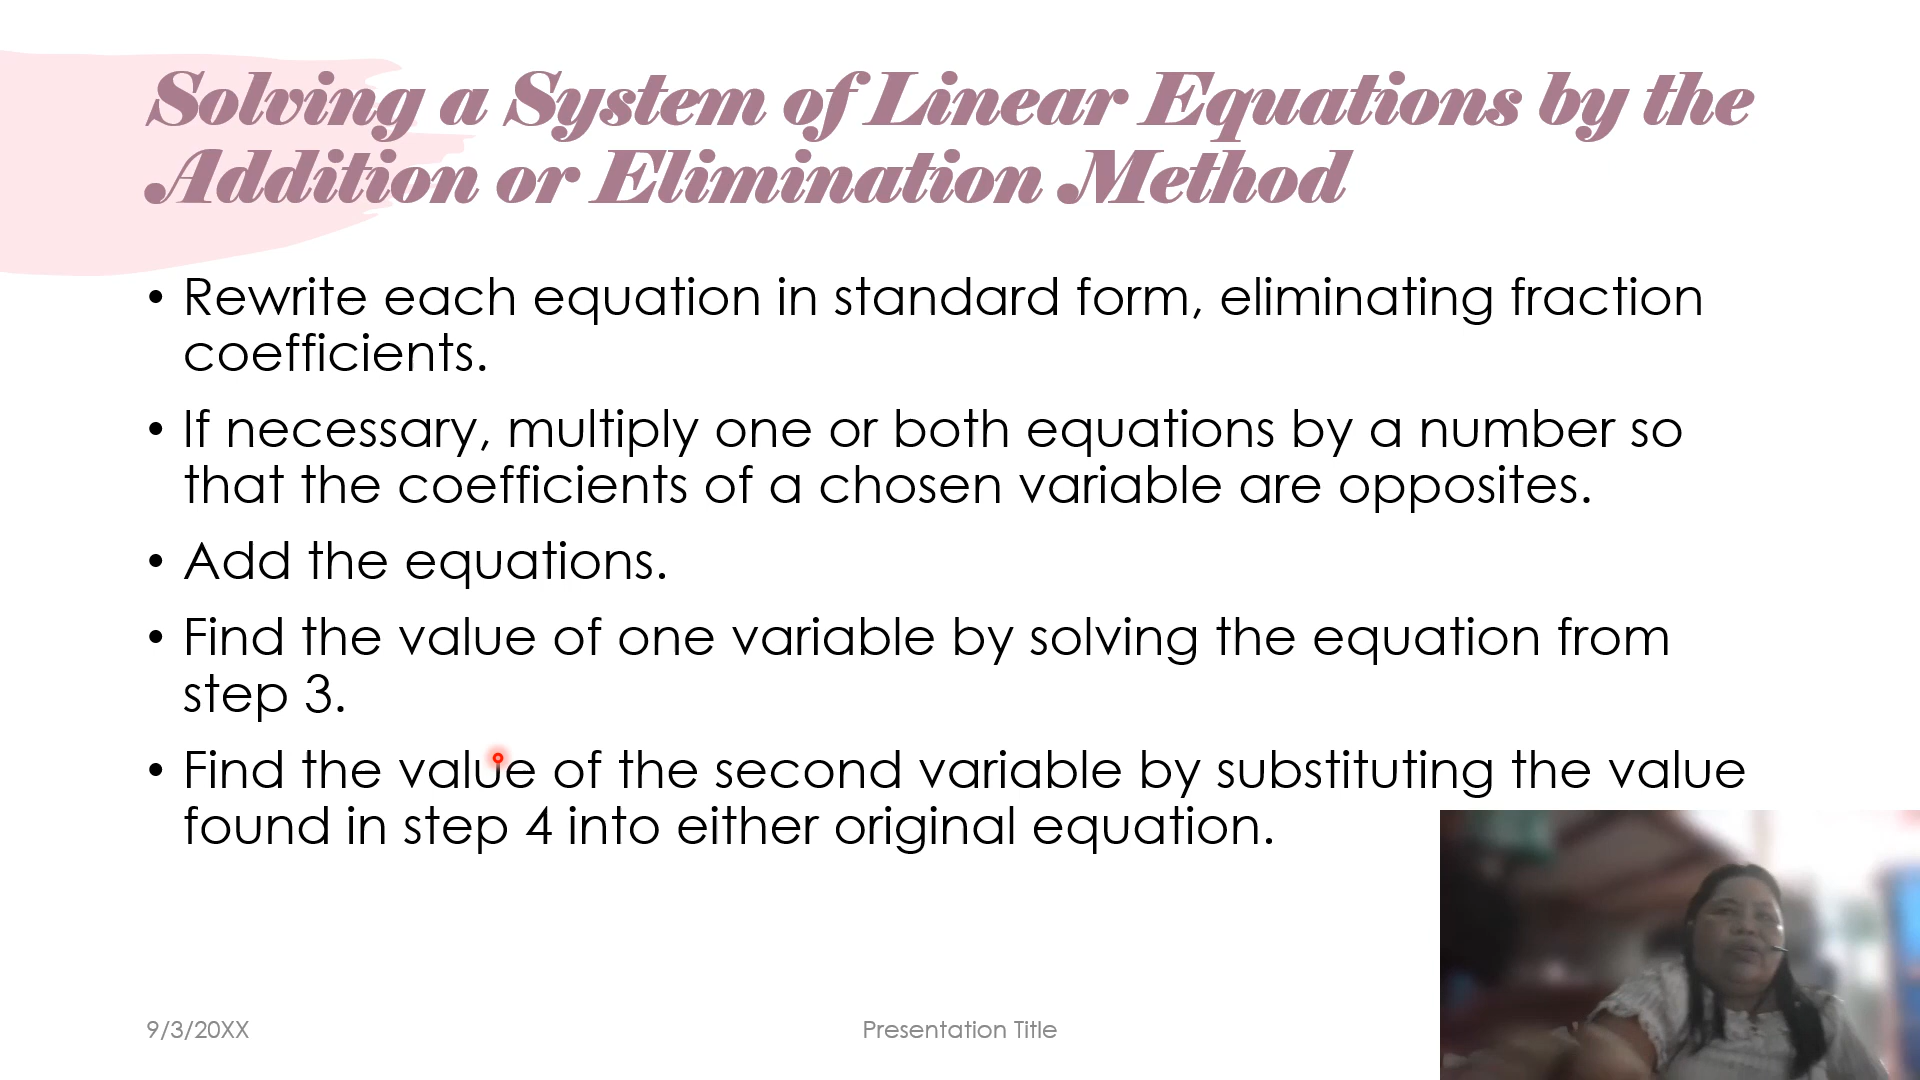 Solving a System of Linear Equations by the
Addition or Elimination Method
• Rewrite each equation in standard form, eliminating fraction
coefficients.
• If necessary, multiply one or both equations by a number so
that the coefficients of a chosen variable are opposites.
• Add the equations.
• Find the value of one variable by solving the equation from
step 3.
• Find the value of the second variable by substituting the value
found in step 4 into either original equation.
9/3/20XX
Presentation Title